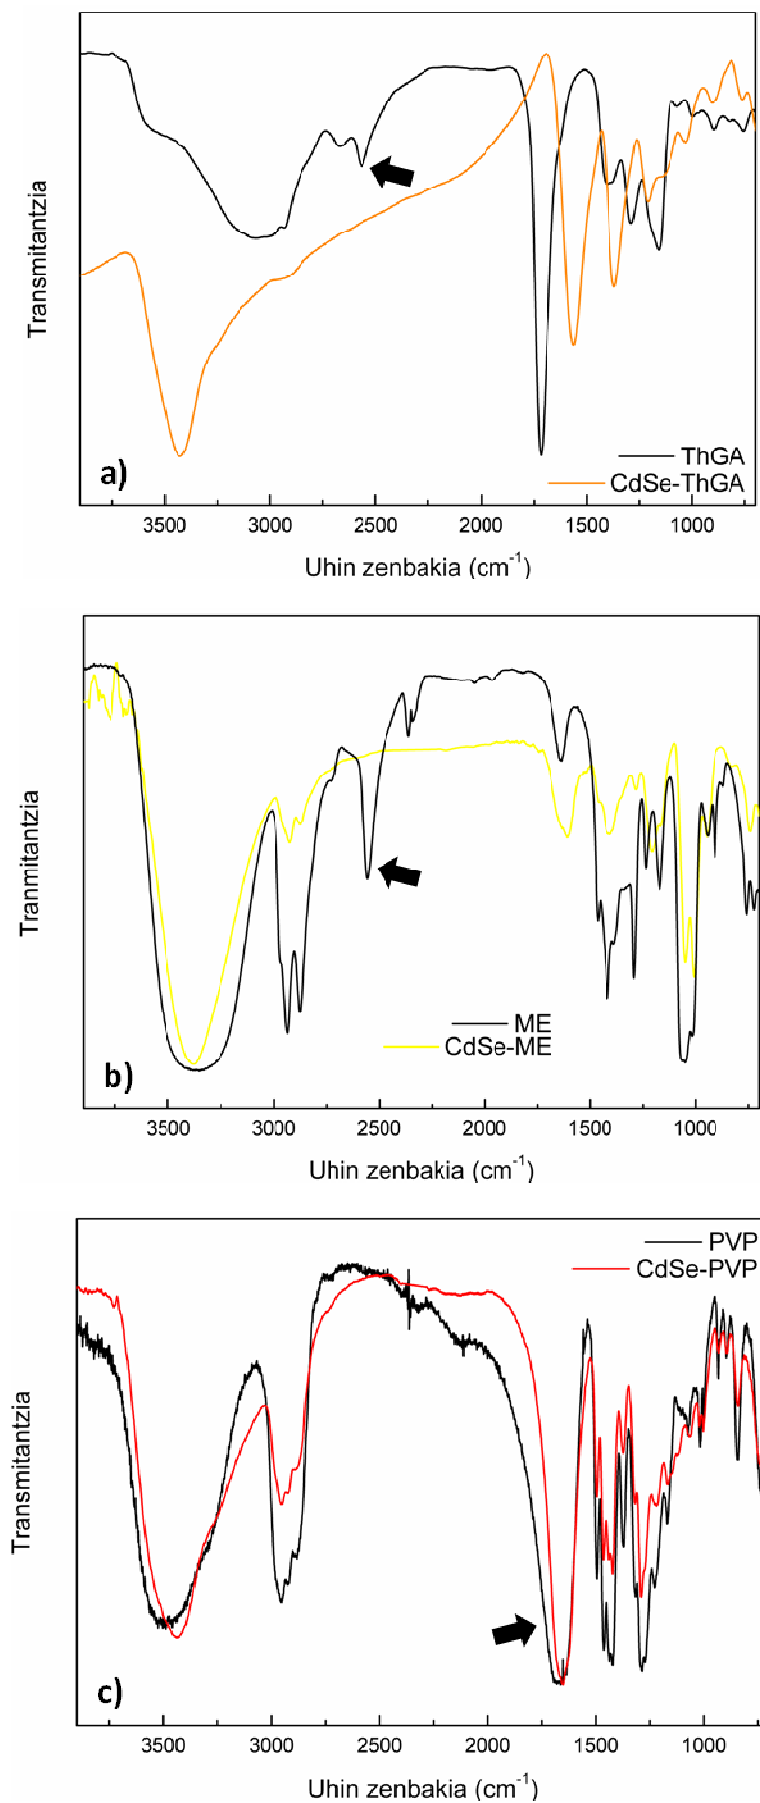 Transmitantzia
ThGA
CdSe-ThGA
a)
3500 3000 2500 2000 1500 1000
Uhin zenbakia (cm⁻¹)
Tranmitantzia
ME
CdSe-ME
b)
3500 3000 2500 2000 1500 1000
Uhin zenbakia (cm⁻¹)
PVP
CdSe-PVP
Transmitantzia
c)
3500 3000 2500 2000 1500 1000
Uhin zenbakia (cm⁻¹)